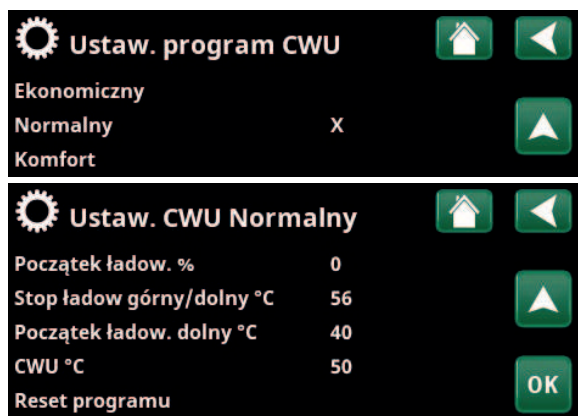 Ustaw. program CWU
Ekonomiczny
Normalny X
Komfort
Ustaw. CWU Normalny
Początek ładow. % 0
Stop ładow górny/dolny °C 56
Początek ładow. dolny °C 40
CWU °C 50
Reset programu
OK